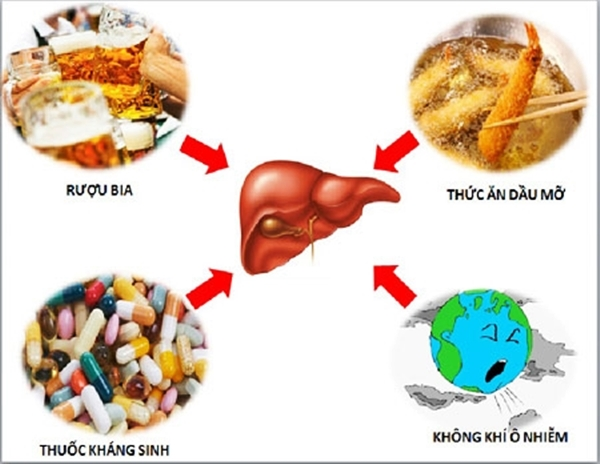 RƯỢU BIA
THỨC ĂN DẦU MỠ
THUỐC KHÁNG SINH
KHÔNG KHÍ Ô NHIỄM